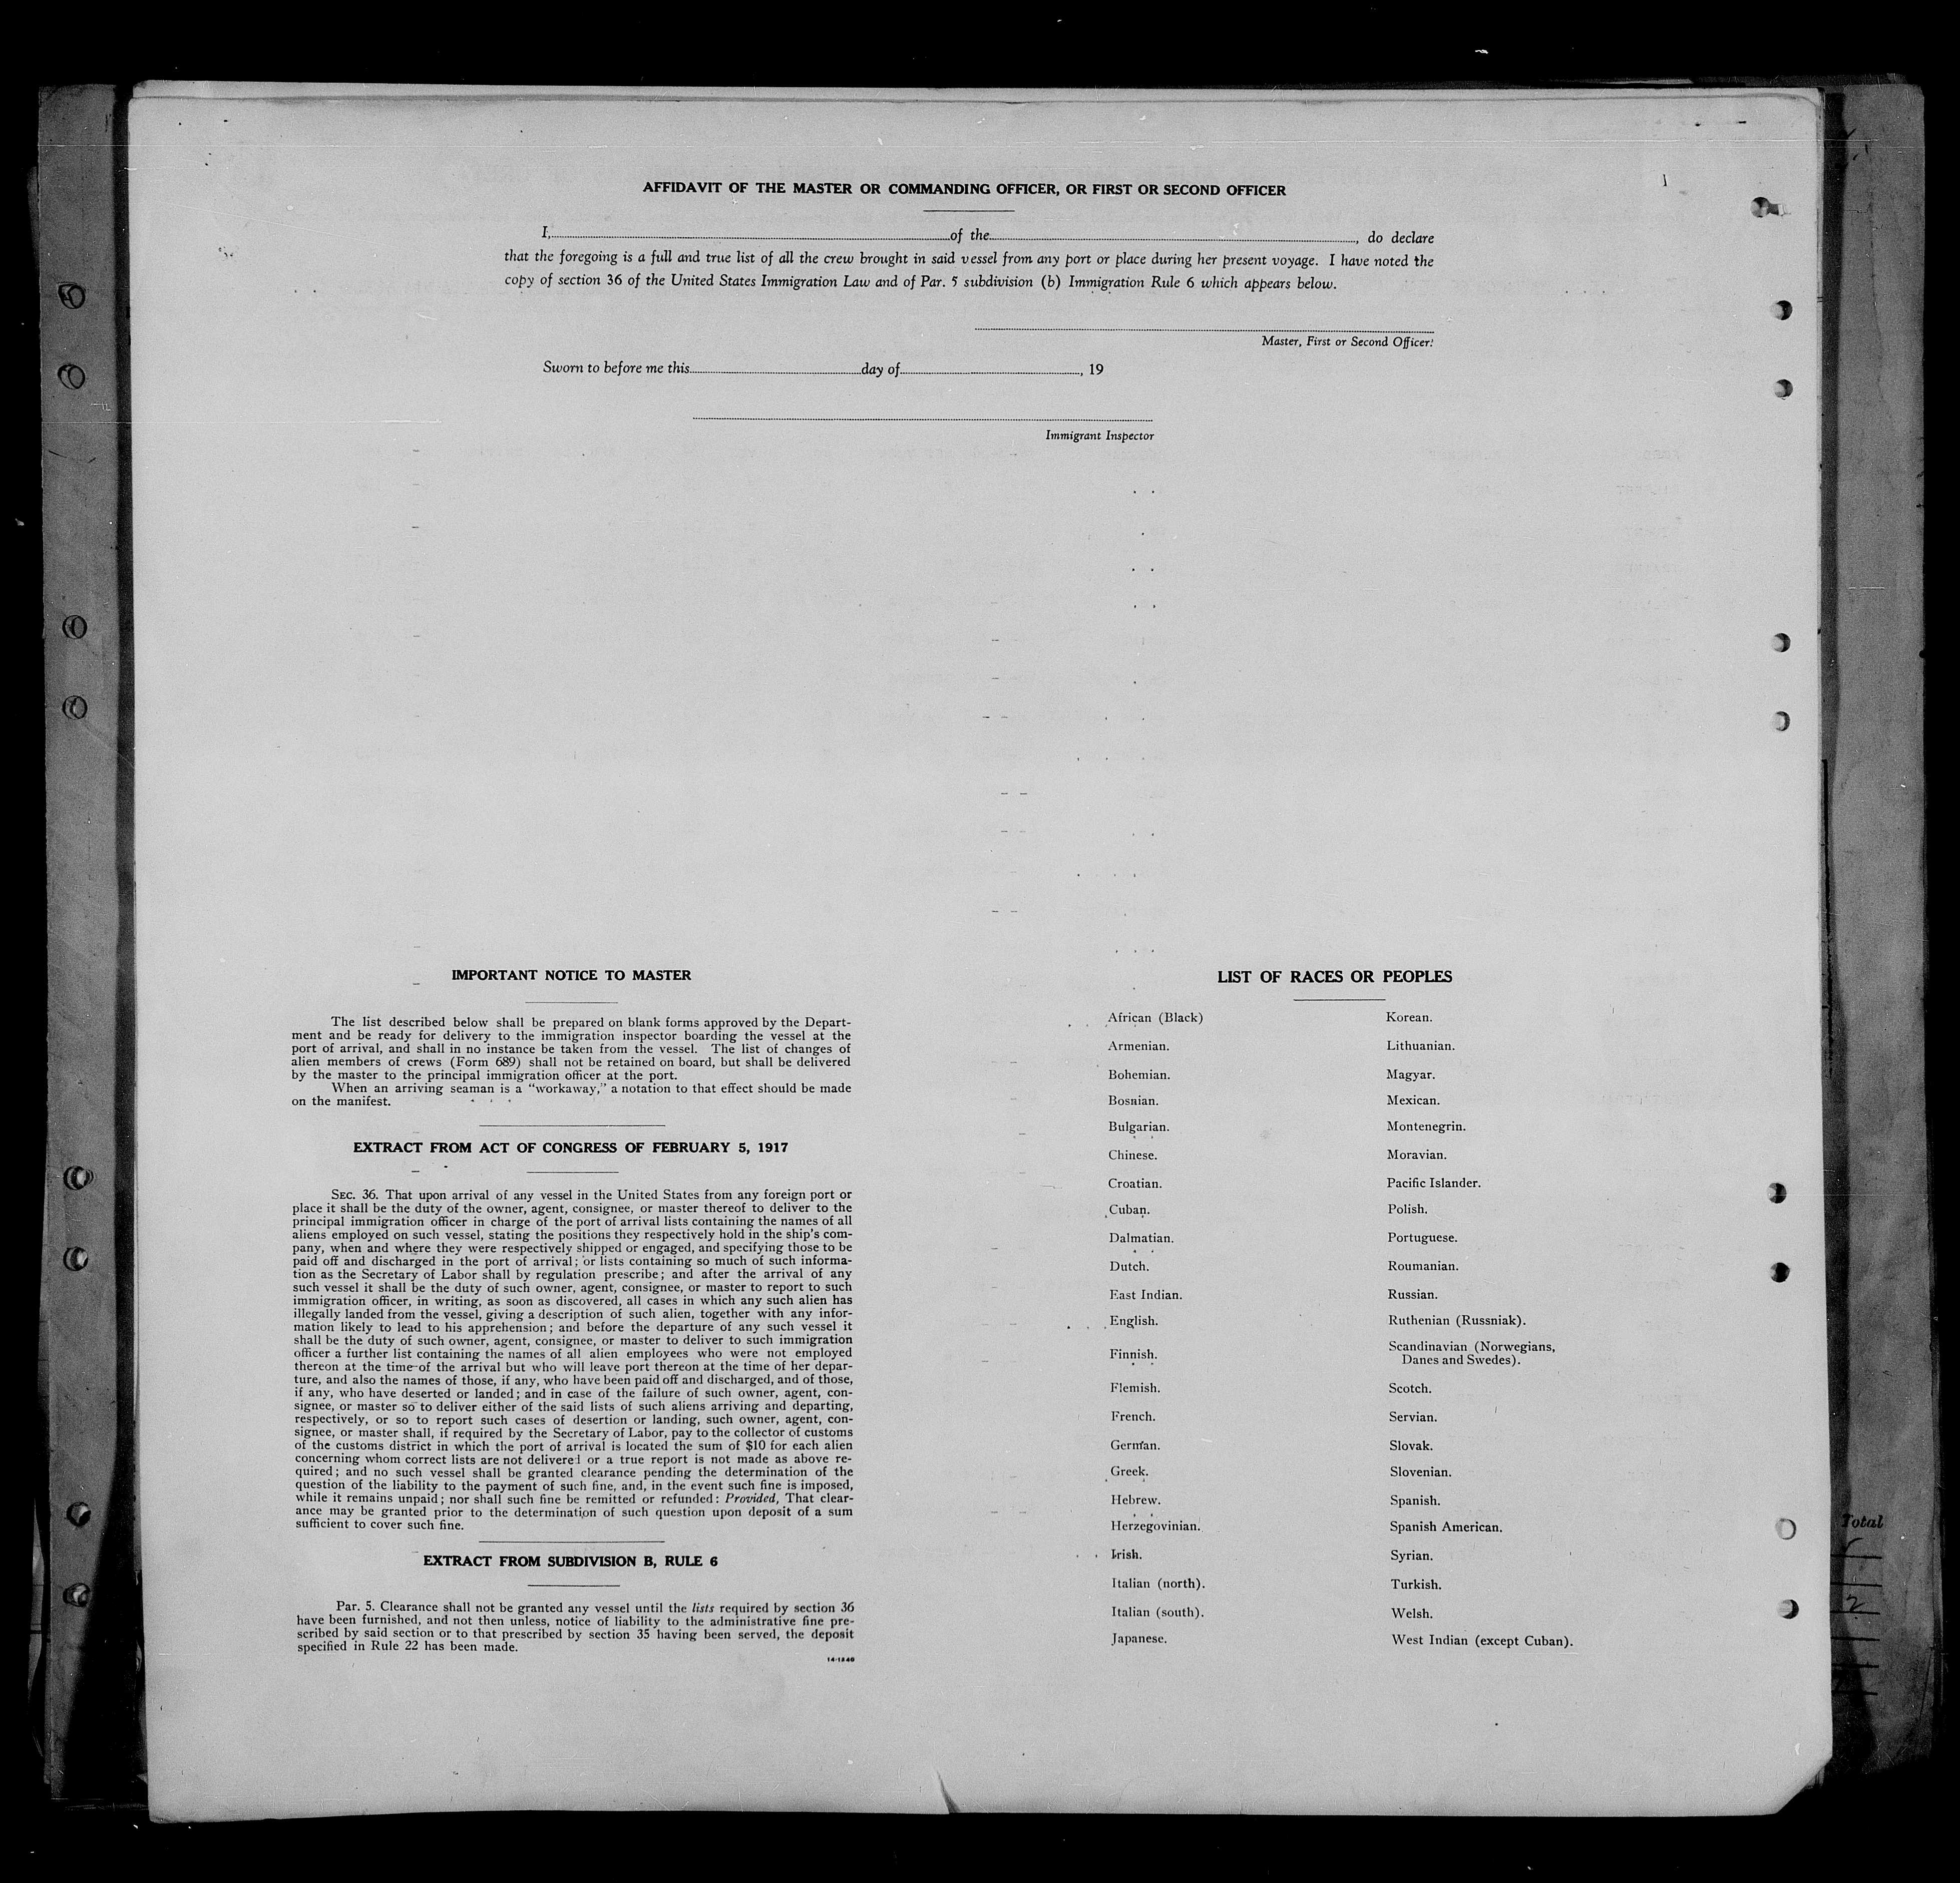 AFFIDAVIT OF THE MASTER OR COMMANDING OFFICER, OR FIRST OR SECOND OFFICER
I, of the , do declare
that the foregoing is a full and true list of all the crew brought in said vessel from any port or place during her present voyage. I have noted the
copy of section 36 of the United States Immigration Law and of Par. 5 subdivision (b) Immigration Rule 6 which appears below.
Master, First or Second Officer.
Sworn to before me this day of , 19
Immigrant Inspector
IMPORTANT NOTICE TO MASTER
The list described below shall be prepared on blank forms approved by the Depart-
ment and be ready for delivery to the immigration inspector boarding the vessel at the
port of arrival, and shall in no instance be taken from the vessel. The list of changes of
alien members of crews (Form 689) shall not be retained on board, but shall be delivered
by the master to the principal immigration officer at the port.
When an arriving seaman is a "workaway," a notation to that effect should be made
on the manifest.
EXTRACT FROM ACT OF CONGRESS OF FEBRUARY 5, 1917
SEC. 36. That upon arrival of any vessel in the United States from any foreign port or
place it shall be the duty of the owner, agent, consignee, or master thereof to deliver to the
principal immigration officer in charge of the port of arrival lists containing the names of all
aliens employed on such vessel, stating the positions they respectively hold in the ship's com-
pany, when and where they were respectively shipped or engaged, and specifying those to be
paid off and discharged in the port of arrival; or lists containing so much of such informa-
tion as the Secretary of Labor shall by regulation prescribe; and after the arrival of any
such vessel it shall be the duty of such owner, agent, consignee, or master to report to such
immigration officer, in writing, as soon as discovered, all cases in which any such alien has
illegally landed from the vessel, giving a description of such alien, together with any infor-
mation likely to lead to his apprehension; and before the departure of any such vessel it
shall be the duty of such owner, agent, consignee, or master to deliver to such immigration
officer a further list containing the names of all alien employees who were not employed
thereon at the time of the arrival but who will leave port thereon at the time of her depar-
ture, and also the names of those, if any, who have been paid off and discharged, and of those,
if any, who have deserted or landed; and in case of the failure of such owner, agent, con-
signee, or master so to deliver either of the said lists of such aliens arriving and departing,
respectively, or so to report such cases of desertion or landing, such owner, agent, con-
signee, or master shall, if required by the Secretary of Labor, pay to the collector of customs
of the customs district in which the port of arrival is located the sum of $10 for each alien
concerning whom correct lists are not delivered or a true report is not made as above re-
quired; and no such vessel shall be granted clearance pending the determination of the
question of the liability to the payment of such fine, and, in the event such fine is imposed,
while it remains unpaid; nor shall such fine be remitted or refunded: Provided, That clear-
ance may be granted prior to the determination of such question upon deposit of a sum
sufficient to cover such fine.
EXTRACT FROM SUBDIVISION B, RULE 6
Par. 5. Clearance shall not be granted any vessel until the lists required by section 36
have been furnished, and not then unless, notice of liability to the administrative fine pre-
scribed by said section or to that prescribed by section 35 having been served, the deposit
specified in Rule 22 has been made.
14-1240
LIST OF RACES OR PEOPLES
African (Black)
Armenian.
Bohemian.
Bosnian.
Bulgarian.
Chinese.
Croatian.
Cuban.
Dalmatian.
Dutch.
East Indian.
English.
Finnish.
Flemish.
French.
German.
Greek.
Hebrew.
Herzegovinian.
Irish.
Italian (north).
Italian (south).
Japanese.
Korean.
Lithuanian.
Magyar.
Mexican.
Montenegrin.
Moravian.
Pacific Islander.
Polish.
Portuguese.
Roumanian.
Russian.
Ruthenian (Russniak).
Scandinavian (Norwegians,
Danes and Swedes).
Scotch.
Servian.
Slovak.
Slovenian.
Spanish.
Spanish American.
Syrian.
Turkish.
Welsh.
West Indian (except Cuban).
Total
2